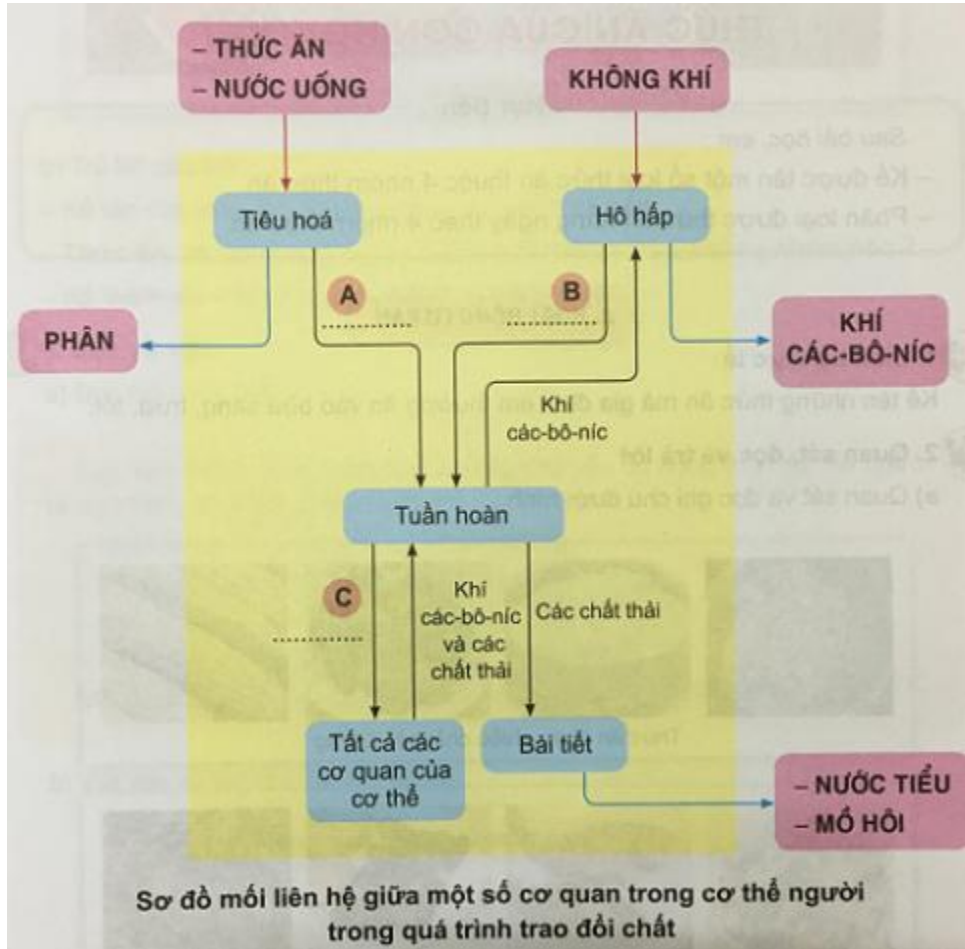 – THỨC ĂN
– NƯỚC UỐNG
KHÔNG KHÍ
Tiêu hoá
Hô hấp
A
B
PHÂN
KHÍ
CÁC-BÔ-NÍC
Khí
các-bô-níc
Tuần hoàn
C
Khí
các-bô-níc
và các
chất thải
Các chất thải
Tất cả các
cơ quan của
cơ thể
Bài tiết
– NƯỚC TIỂU
– MỒ HÔI
Sơ đồ mối liên hệ giữa một số cơ quan trong cơ thể người
trong quá trình trao đổi chất